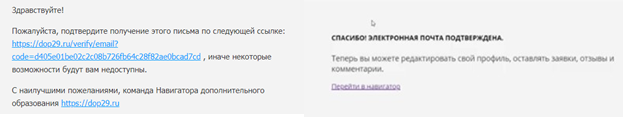 Здравствуйте!
Пожалуйста, подтвердите получение этого письма по следующей ссылке:
https://dop29.ru/verify/email?
code=d405e01be02c2c08b726fb64c28f82ae0bcad7cd , иначе некоторые
возможности будут вам недоступны.
С наилучшими пожеланиями, команда Навигатора дополнительного
образования https://dop29.ru
СПАСИБО! ЭЛЕКТРОННАЯ ПОЧТА ПОДТВЕРЖДЕНА.
Теперь вы можете редактировать свой профиль, оставлять заявки, отзывы и
комментарии.
Перейти в навигатор